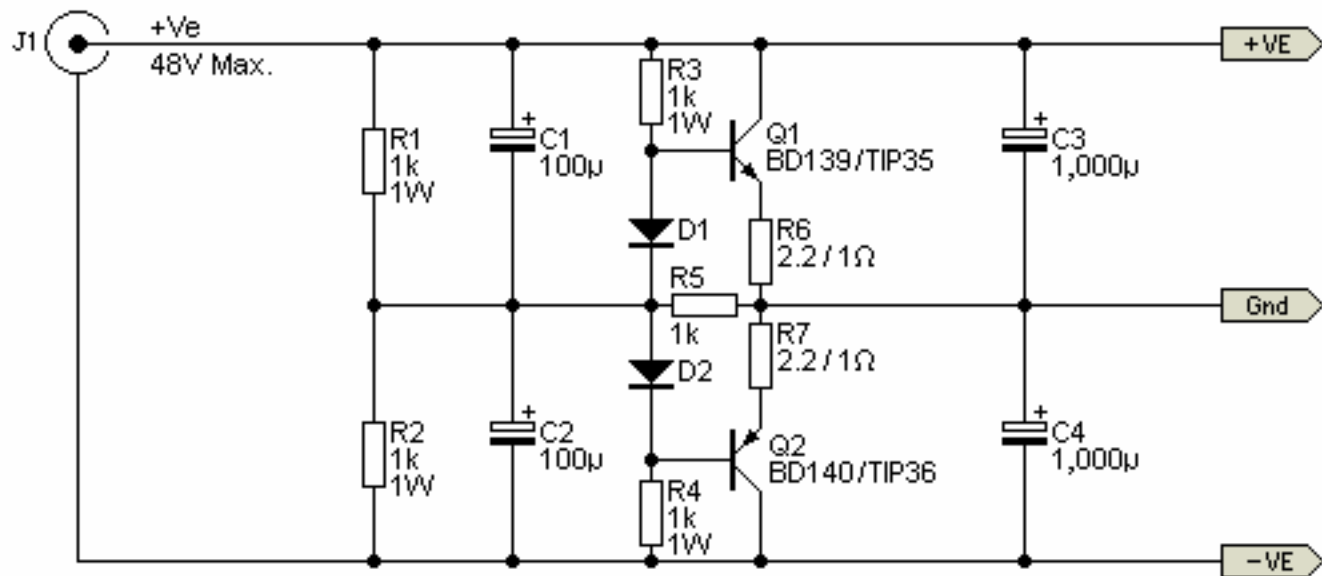 J1
+Ve
48V Max.
+VE
R1
1k
1W
+
C1
100µ
R3
1k
1W
Q1
BD139/TIP35
+
C3
1,000µ
D1
R6
2.2/1Ω
R5
1k
Gnd
R7
2.2/1Ω
D2
R2
1k
1W
+
C2
100µ
Q2
BD140/TIP36
+
C4
1,000µ
R4
1k
1W
-VE